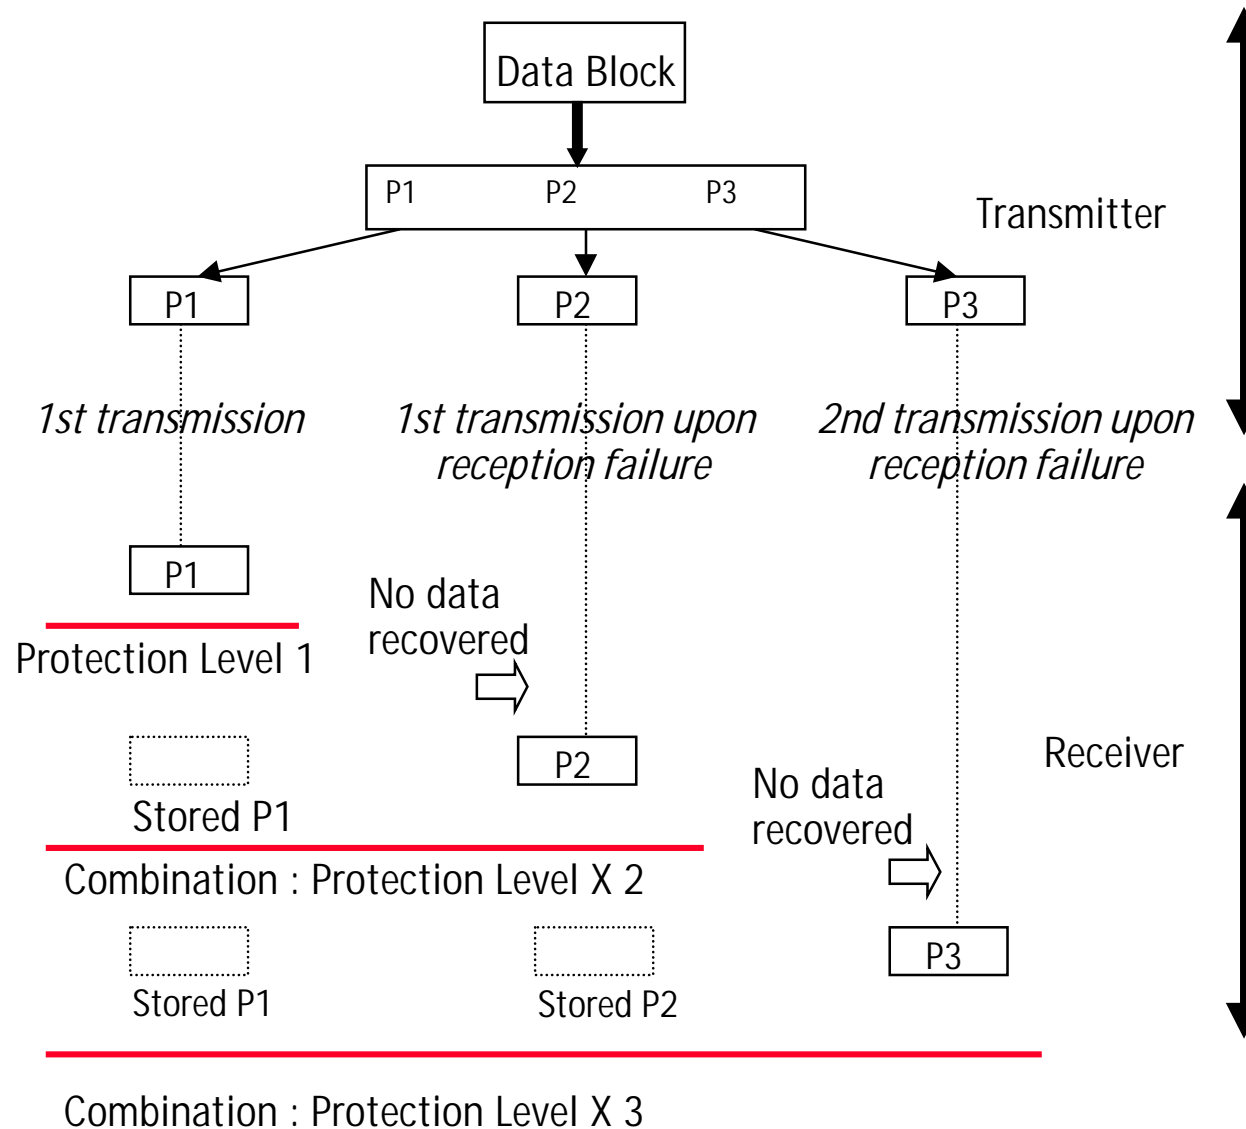 Data Block
P1 P2 P3
Transmitter
P1 P2 P3
1st transmission
1st transmission upon
reception failure
2nd transmission upon
reception failure
P1
No data
recovered
Protection Level 1
P2
Receiver
Stored P1
No data
recovered
Combination : Protection Level X 2
P3
Stored P1
Stored P2
Combination : Protection Level X 3